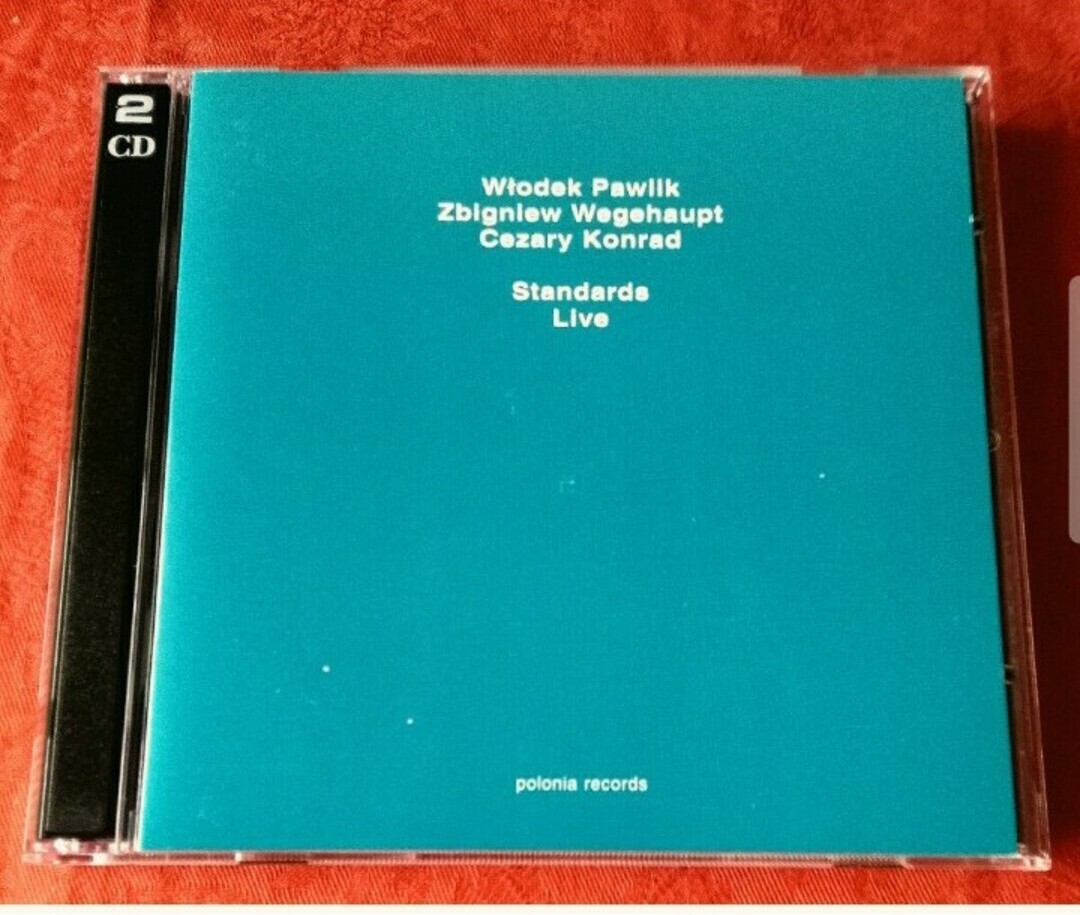 2
CD
Włodek Pawlik
Zbigniew Wegehaupt
Cezary Konrad
Standards
Live
polonia records